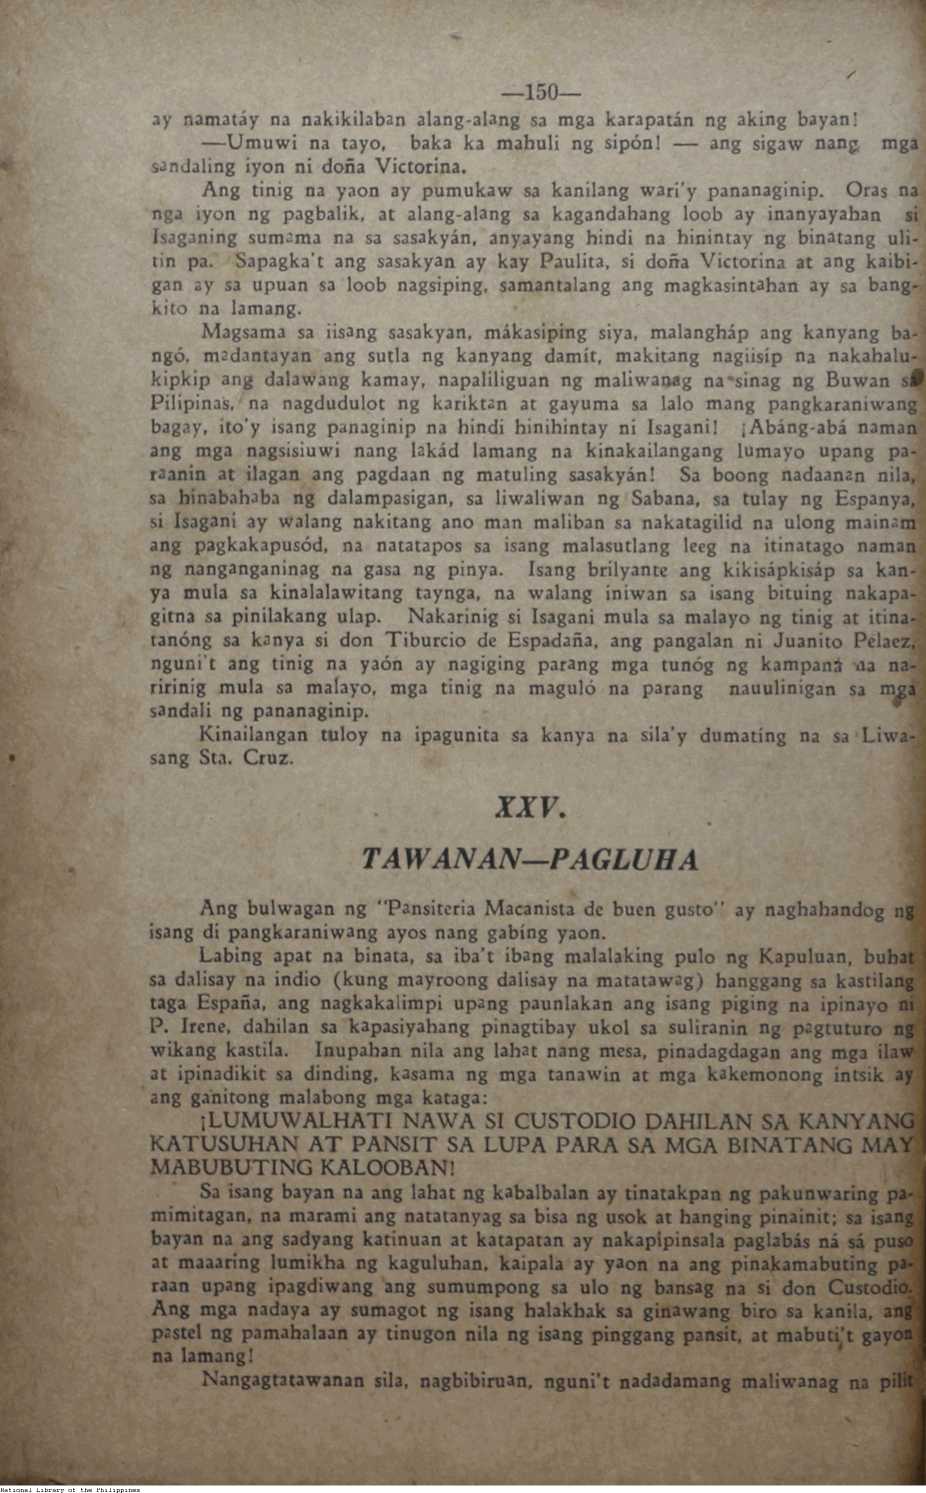 —150—
ay namatáy na nakikilaban alang-alang sa mga karapatán ng aking bayan!
—Umuwi na tayo, baka ka mahuli ng sipón! — ang sigaw nang mga
sandaling iyon ni doña Victorina.
Ang tinig na yaon ay pumukaw sa kanilang wari'y pananaginip. Oras na
nga iyon ng pagbalik, at alang-alang sa kagandahang loob ay inanyayahan si
Isaganing sumama na sa sasakyán, anyayang hindi na hinintay ng binatang uli-
tin pa. Sapagka't ang sasakyan ay kay Paulita, si doña Victorina at ang kaibi-
gan ay sa upuan sa loob nagsiping, samantalang ang magkasintahan ay sa bang-
kito na lamang.
Magsama sa iisang sasakyan, mákasiping siya, malangháp ang kanyang ba-
ngó, madantayan ang sutla ng kanyang damít, makitang nagiisíp na nakahalu-
kipkip ang dalawang kamay, napaliliguan ng maliwanag na sinag ng Buwan sa
Pilipinas, na nagdudulot ng kariktan at gayuma sa lalo mang pangkaraniwang
bagay, ito'y isang panaginip na hindi hinihintay ni Isagani! ¡Abáng-abá naman
ang mga nagsisiuwi nang lakád lamang na kinakailangang lumayo upang pa-
raanin at ilagan ang pagdaan ng matuling sasakyán! Sa boong nadaanan nila,
sa hinabahaba ng dalampasigan, sa liwaliwan ng Sabana, sa tulay ng Espanya,
si Isagani ay walang nakitang ano man maliban sa nakatagilid na ulong mainam
ang pagkakapusód, na natatapos sa isang malasutlang leeg na itinatago naman
ng nanganganinag na gasa ng pinya. Isang brilyante ang kikisápkisáp sa kan-
ya mula sa kinalalawitang taynga, na walang iniwan sa isang bituing nakapa-
gitna sa pinilakang ulap. Nakarinig si Isagani mula sa malayo ng tinig at itina-
tanóng sa kanya si don Tiburcio de Espadaña, ang pangalan ni Juanito Pelaez,
nguni't ang tinig na yaón ay nagiging parang mga tunóg ng kampaná na na-
ririnig mula sa malayo, mga tinig na maguló na parang nauulinigan sa mga
sandali ng pananaginip.
Kinailangan tuloy na ipagunita sa kanya na sila'y dumating na sa Liwa-
sang Sta. Cruz.
XXV.
TAWANAN—PAGLUHA
Ang bulwagan ng "Pansiteria Macanista de buen gusto" ay naghahandog ng
isang di pangkaraniwang ayos nang gabíng yaon.
Labing apat na binata, sa iba't ibang malalaking pulo ng Kapuluan, buhat
sa dalisay na indio (kung mayroong dalisay na matatawag) hanggang sa kastilang
taga España, ang nagkakalimpi upang paunlakan ang isang piging na ipinayo ni
P. Irene, dahilan sa kapasiyahang pinagtibay ukol sa suliranin ng pagtuturo ng
wikang kastila. Inupahan nila ang lahat nang mesa, pinadagdagan ang mga ilaw
at ipinadikit sa dinding, kasama ng mga tanawin at mga kakemonong intsik ay
ang ganitong malabong mga kataga:
¡LUMUWALHATI NAWA SI CUSTODIO DAHILAN SA KANYANG
KATUSUHAN AT PANSIT SA LUPA PARA SA MGA BINATANG MAY
MABUBUTING KALOOBAN!
Sa isang bayan na ang lahat ng kabalbalan ay tinatakpan ng pakunwaring pa-
mimitagan, na marami ang natatanyag sa bisa ng usok at hanging pinainit; sa isang
bayan na ang sadyang katinuan at katapatan ay nakapípinsala paglabás ná sá puso
at maaaring lumikha ng kaguluhan, kaipala ay yaon na ang pinakamabuting pa-
raan upang ipagdiwang ang sumumpong sa ulo ng bansag na si don Custodio.
Ang mga nadaya ay sumagot ng isang halakhak sa ginawang biro sa kanila, ang
pastel ng pamahalaan ay tinugon nila ng isang pinggang pansit, at mabuti't gayon
na lamang!
Nangagtatawanan sila, nagbibiruan, nguni't nadadamang maliwanag na pilit
National Library of the Philippines